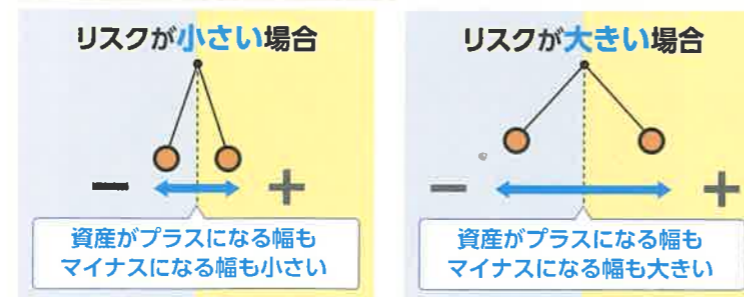 リスクが小さい場合
− +
資産がプラスになる幅も
マイナスになる幅も小さい
リスクが大きい場合
− +
資産がプラスになる幅も
マイナスになる幅も大きい